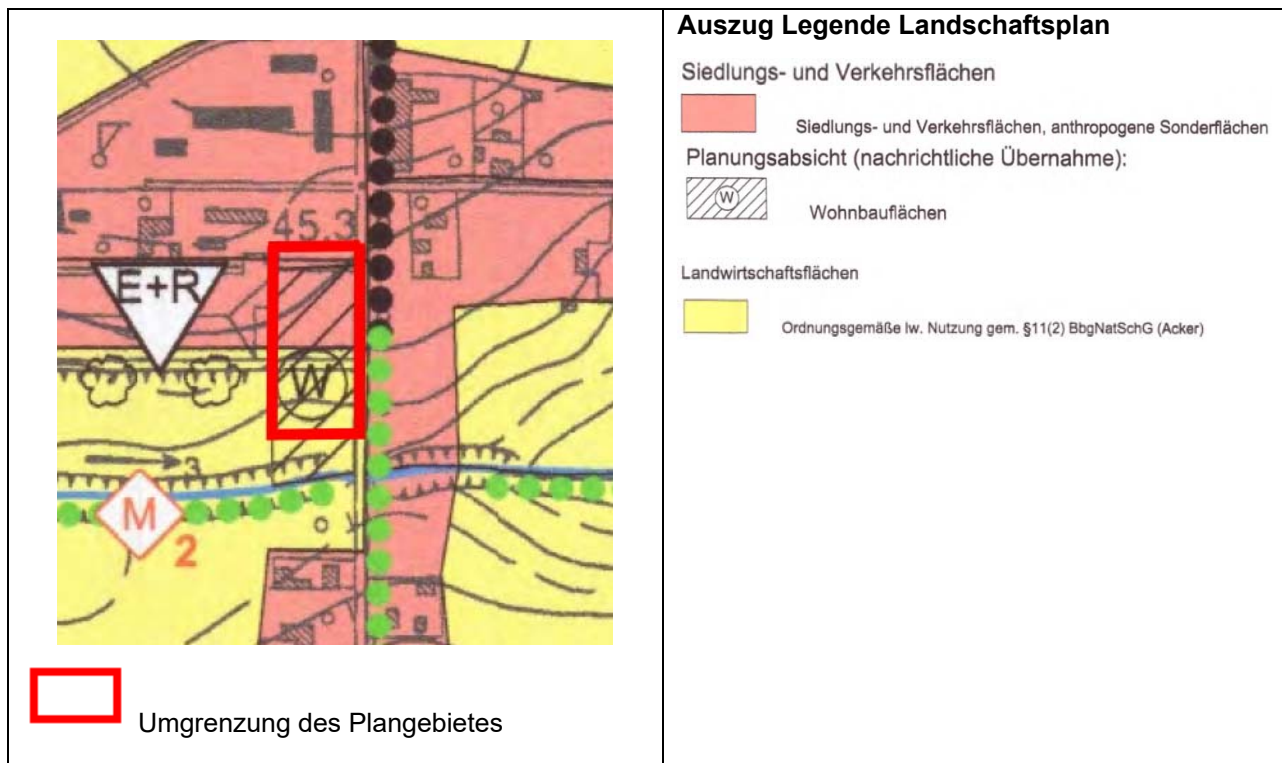 45,3
E+R
W
3
M
2
Umgrenzung des Plangebietes
Auszug Legende Landschaftsplan
Siedlungs- und Verkehrsflächen
Siedlungs- und Verkehrsflächen, anthropogene Sonderflächen
Planungsabsicht (nachrichtliche Übernahme):
W
Wohnbauflächen
Landwirtschaftsflächen
Ordnungsgemäße lw. Nutzung gem. §11(2) BbgNatSchG (Acker)